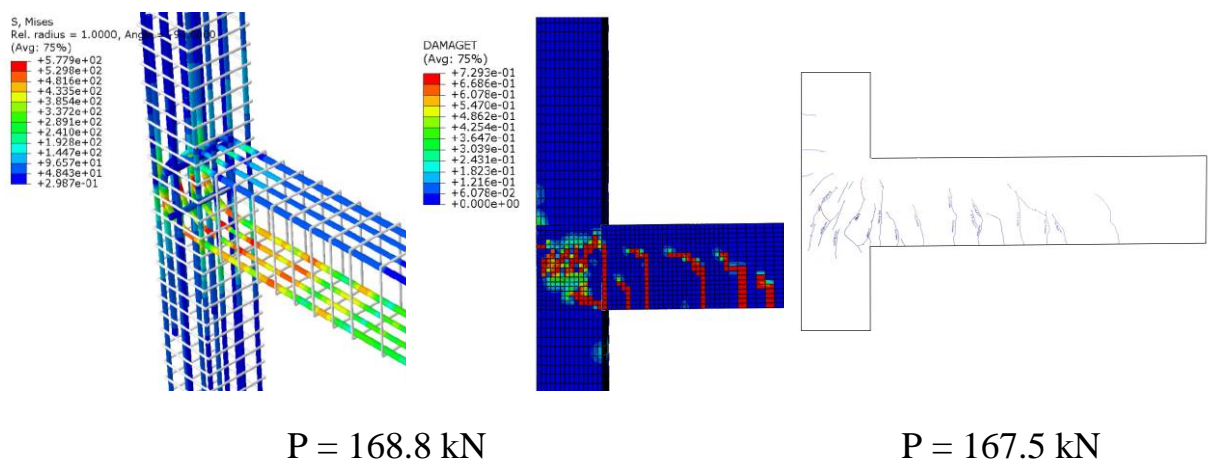 S, Mises
Rel. radius = 1.0000, Angle = -90.0000
(Avg: 75%)
+5.779e+02
+5.298e+02
+4.816e+02
+4.335e+02
+3.854e+02
+3.372e+02
+2.891e+02
+2.410e+02
+1.928e+02
+1.447e+02
+9.657e+01
+4.843e+01
+2.987e-01
DAMAGET
(Avg: 75%)
+7.293e-01
+6.686e-01
+6.078e-01
+5.470e-01
+4.862e-01
+4.254e-01
+3.647e-01
+3.039e-01
+2.431e-01
+1.823e-01
+1.216e-01
+6.078e-02
+0.000e+00
P = 168.8 kN
P = 167.5 kN